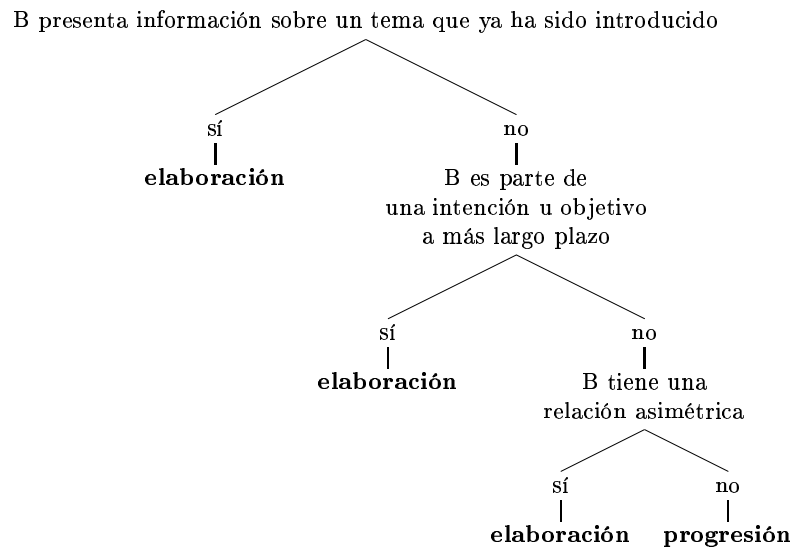 B presenta información sobre un tema que ya ha sido introducido
sí no
elaboración B es parte de
una intención u objetivo
a más largo plazo
sí no
elaboración B tiene una
relación asimétrica
sí no
elaboración progresión